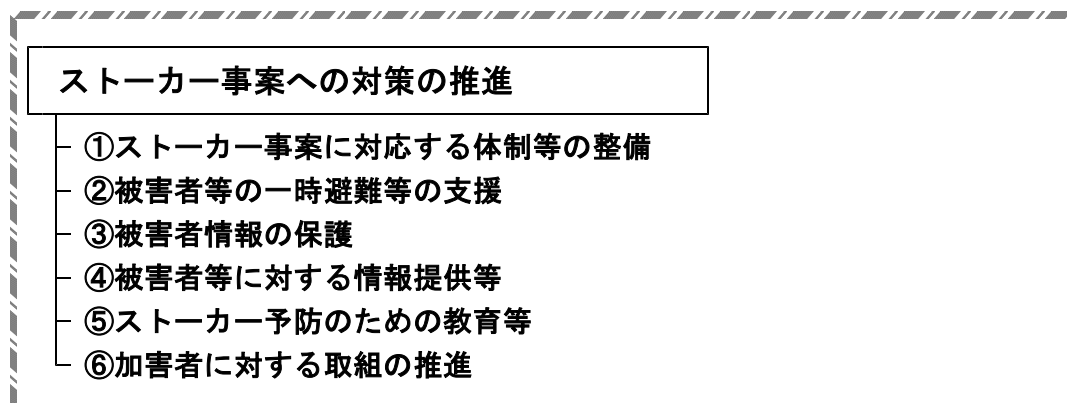 ストーカー事案への対策の推進
①ストーカー事案に対応する体制等の整備
②被害者等の一時避難等の支援
③被害者情報の保護
④被害者等に対する情報提供等
⑤ストーカー予防のための教育等
⑥加害者に対する取組の推進